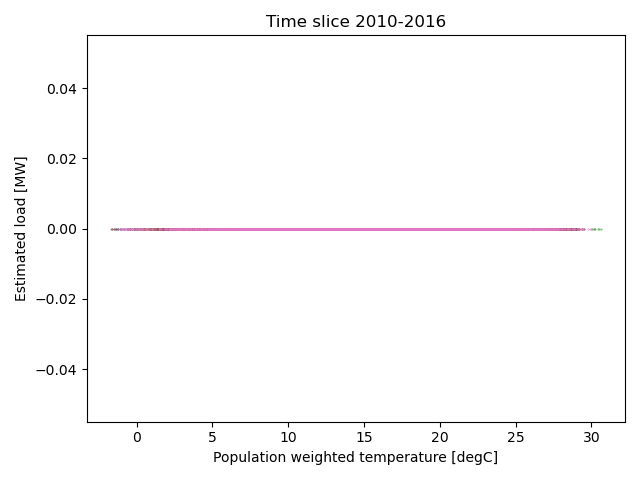 Time slice 2010-2016
Estimated load [MW]
0.04
0.02
0.00
−0.02
−0.04
0 5 10 15 20 25 30
Population weighted temperature [degC]